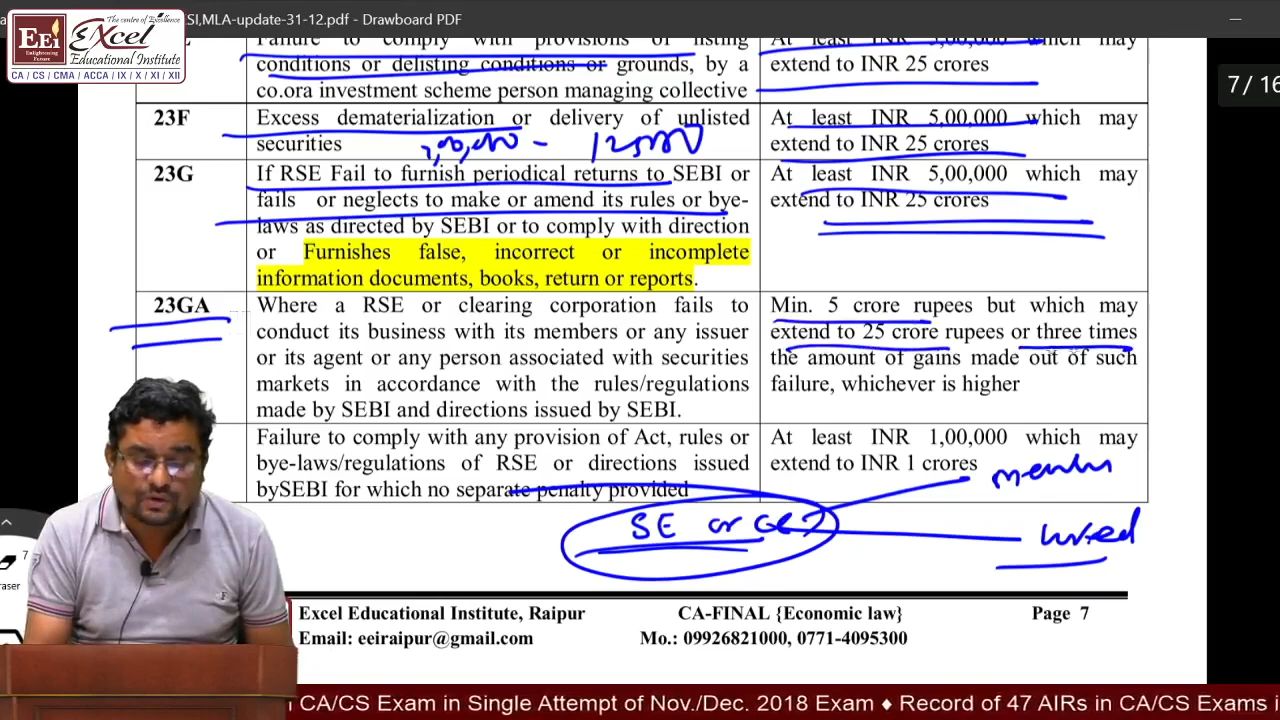 SI,MLA-update-31-12.pdf - Drawboard PDF
EEi
Enlightening Future
The centre of Excellence
EXcel
Educational Institute
CA / CS / CMA / ACCA | IX | X | XI | XII
7 / 16
Failure to comply with provisions of listing
conditions or delisting conditions or grounds, by a
co.ora investment scheme person managing collective
At least INR 5,00,000 which may
extend to INR 25 crores
23F
Excess dematerialization or delivery of unlisted
securities
At least INR 5,00,000 which may
extend to INR 25 crores
23G
If RSE Fail to furnish periodical returns to SEBI or
fails or neglects to make or amend its rules or bye-
laws as directed by SEBI or to comply with direction
or Furnishes false, incorrect or incomplete
information documents, books, return or reports.
At least INR 5,00,000 which may
extend to INR 25 crores
23GA
Where a RSE or clearing corporation fails to
conduct its business with its members or any issuer
or its agent or any person associated with securities
markets in accordance with the rules/regulations
made by SEBI and directions issued by SEBI.
Min. 5 crore rupees but which may
extend to 25 crore rupees or three times
the amount of gains made out of such
failure, whichever is higher
Failure to comply with any provision of Act, rules or
bye-laws/regulations of RSE or directions issued
bySEBI for which no separate penalty provided
At least INR 1,00,000 which may
extend to INR 1 crores
SE or
7
eraser
Excel Educational Institute, Raipur
CA-FINAL {Economic law}
Page 7
Email: eeiraipur@gmail.com
Mo.: 09926821000, 0771-4095300
CA/CS Exam in Single Attempt of Nov./Dec. 2018 Exam ♦ Record of 47 AIRs in CA/CS Exams i